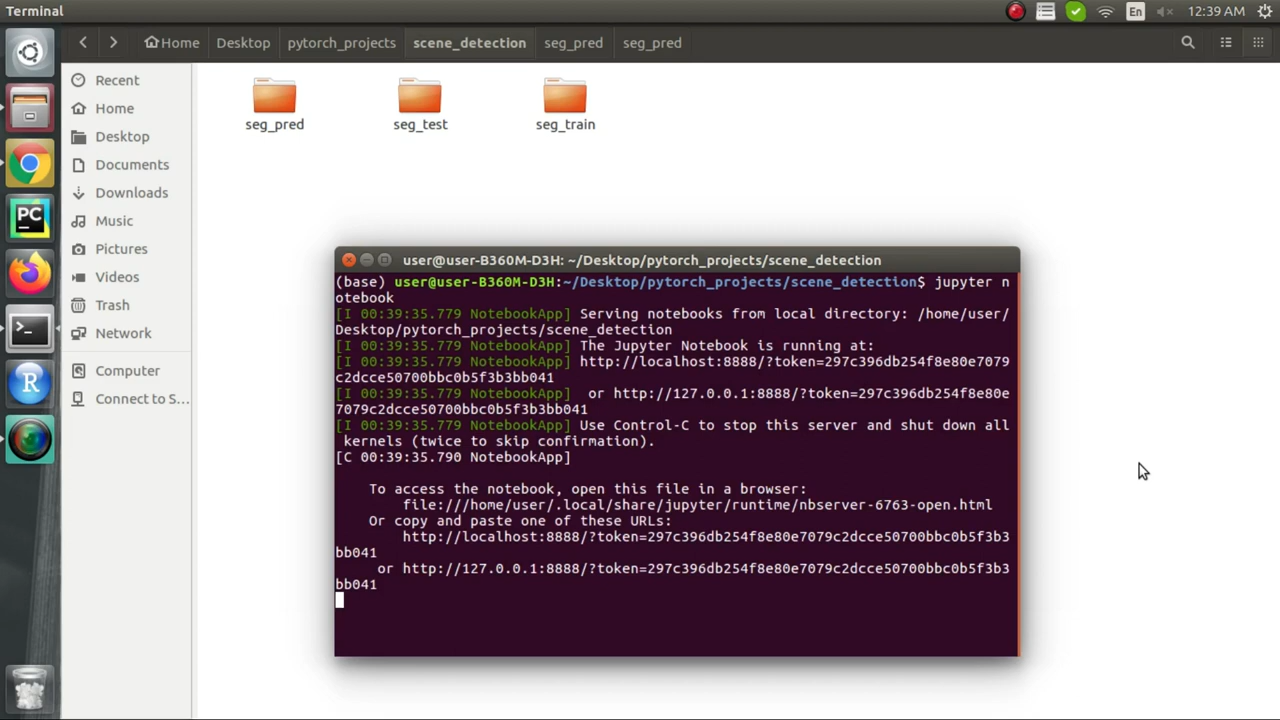 Terminal
En
12:39 AM
Home
Desktop
pytorch_projects
scene_detection
seg_pred
seg_pred
Recent
Home
Desktop
Documents
Downloads
Music
Pictures
Videos
Trash
Network
Computer
Connect to S...
PC
R
seg_pred
seg_test
seg_train
user@user-B360M-D3H: ~/Desktop/pytorch_projects/scene_detection
(base) user@user-B360M-D3H:~/Desktop/pytorch_projects/scene_detection$ jupyter n
otebook
[I 00:39:35.779 NotebookApp] Serving notebooks from local directory: /home/user/
Desktop/pytorch_projects/scene_detection
[I 00:39:35.779 NotebookApp] The Jupyter Notebook is running at:
[I 00:39:35.779 NotebookApp] http://localhost:8888/?token=297c396db254f8e80e7079
c2dcce50700bbc0b5f3b3bb041
[I 00:39:35.779 NotebookApp]  or http://127.0.0.1:8888/?token=297c396db254f8e80e
7079c2dcce50700bbc0b5f3b3bb041
[I 00:39:35.779 NotebookApp] Use Control-C to stop this server and shut down all
 kernels (twice to skip confirmation).
[C 00:39:35.790 NotebookApp]
To access the notebook, open this file in a browser:
file:///home/user/.local/share/jupyter/runtime/nbserver-6763-open.html
Or copy and paste one of these URLs:
http://localhost:8888/?token=297c396db254f8e80e7079c2dcce50700bbc0b5f3b3
bb041
or http://127.0.0.1:8888/?token=297c396db254f8e80e7079c2dcce50700bbc0b5f3b3
bb041